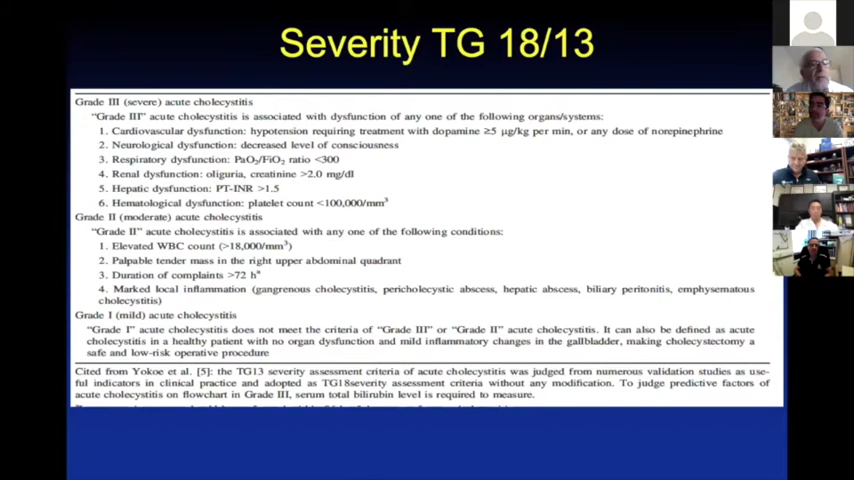 Severity TG 18/13
Grade III (severe) acute cholecystitis
“Grade III” acute cholecystitis is associated with dysfunction of any one of the following organs/systems:
1. Cardiovascular dysfunction: hypotension requiring treatment with dopamine ≥5 μg/kg per min, or any dose of norepinephrine
2. Neurological dysfunction: decreased level of consciousness
3. Respiratory dysfunction: PaO2/FiO2 ratio <300
4. Renal dysfunction: oliguria, creatinine >2.0 mg/dl
5. Hepatic dysfunction: PT-INR >1.5
6. Hematological dysfunction: platelet count <100,000/mm3
Grade II (moderate) acute cholecystitis
“Grade II” acute cholecystitis is associated with any one of the following conditions:
1. Elevated WBC count (>18,000/mm3)
2. Palpable tender mass in the right upper abdominal quadrant
3. Duration of complaints >72 ha
4. Marked local inflammation (gangrenous cholecystitis, pericholecystic abscess, hepatic abscess, biliary peritonitis, emphysematous
cholecystitis)
Grade I (mild) acute cholecystitis
“Grade I” acute cholecystitis does not meet the criteria of “Grade III” or “Grade II” acute cholecystitis. It can also be defined as acute
cholecystitis in a healthy patient with no organ dysfunction and mild inflammatory changes in the gallbladder, making cholecystectomy a
safe and low-risk operative procedure
Cited from Yokoe et al. [5]: the TG13 severity assessment criteria of acute cholecystitis was judged from numerous validation studies as use-
ful indicators in clinical practice and adopted as TG18severity assessment criteria without any modification. To judge predictive factors of
acute cholecystitis on flowchart in Grade III, serum total bilirubin level is required to measure.